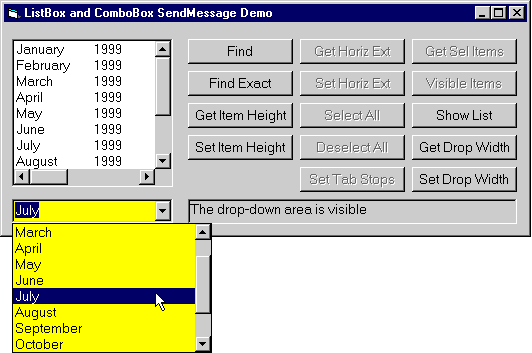 ListBox and ComboBox SendMessage Demo
January 1999
February 1999
March 1999
April 1999
May 1999
June 1999
July 1999
August 1999
Find
Get Horiz Ext
Get Sel Items
Find Exact
Set Horiz Ext
Visible Items
Get Item Height
Select All
Show List
Set Item Height
Deselect All
Get Drop Width
Set Tab Stops
Set Drop Width
July
The drop-down area is visible
March
April
May
June
July
August
September
October